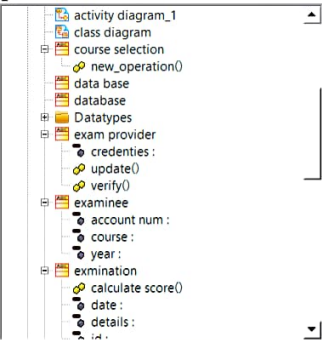 activity diagram_1
class diagram
course selection
new_operation()
data base
database
Datatypes
exam provider
credenties :
update()
verify()
examinee
account num :
course :
year :
exmination
calculate score()
date :
details :
id :